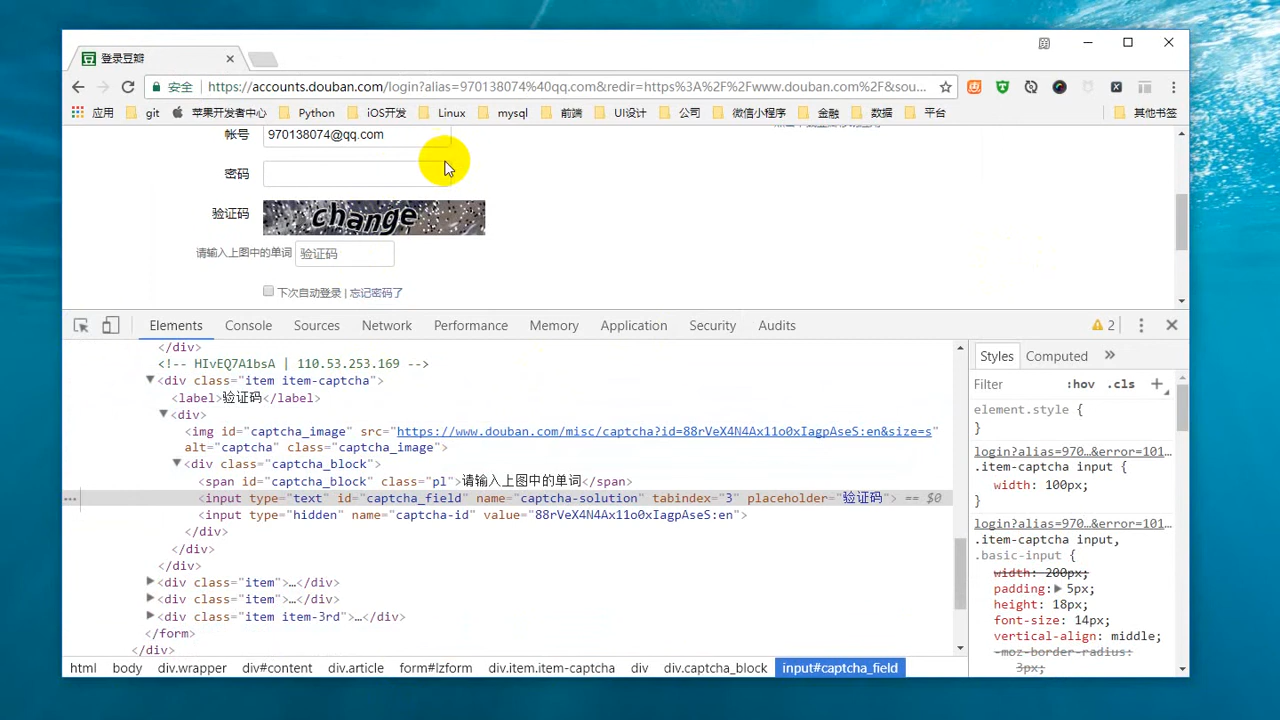 登录豆瓣
安全 https://accounts.douban.com/login?alias=970138074%40qq.com&redir=https%3A%2F%2Fwww.douban.com%2F&sou...
应用 git 苹果开发者中心 Python iOS开发 Linux mysql 前端 UI设计 公司 微信小程序 金融 数据 平台 其他书签
帐号 970138074@qq.com
密码
验证码 change
请输入上图中的单词 验证码
下次自动登录 | 忘记密码了
Elements Console Sources Network Performance Memory Application Security Audits 2
</div>
<!-- HIvEQ7A1bsA | 110.53.253.169 -->
<div class="item item-captcha">
<label>验证码</label>
<div>
<img id="captcha_image" src="https://www.douban.com/misc/captcha?id=88rVeX4N4Ax11o0xIagpAseS:en&size=s"
alt="captcha" class="captcha_image">
<div class="captcha_block">
<span id="captcha_block" class="pl">请输入上图中的单词</span>
... <input type="text" id="captcha_field" name="captcha-solution" tabindex="3" placeholder="验证码"> == $0
<input type="hidden" name="captcha-id" value="88rVeX4N4Ax11o0xIagpAseS:en">
</div>
</div>
</div>
<div class="item">…</div>
<div class="item">…</div>
<div class="item item-3rd">…</div>
</form>
</div>
html body div.wrapper div#content div.article form#lzform div.item.item-captcha div div.captcha_block input#captcha_field
Styles Computed »
Filter :hov .cls +
element.style {
}
login?alias=970…&error=101…
.item-captcha input {
width: 100px;
}
login?alias=970…&error=101…
.item-captcha input,
.basic-input {
width: 200px;
padding: 5px;
height: 18px;
font-size: 14px;
vertical-align: middle;
-moz-border-radius:
3px;